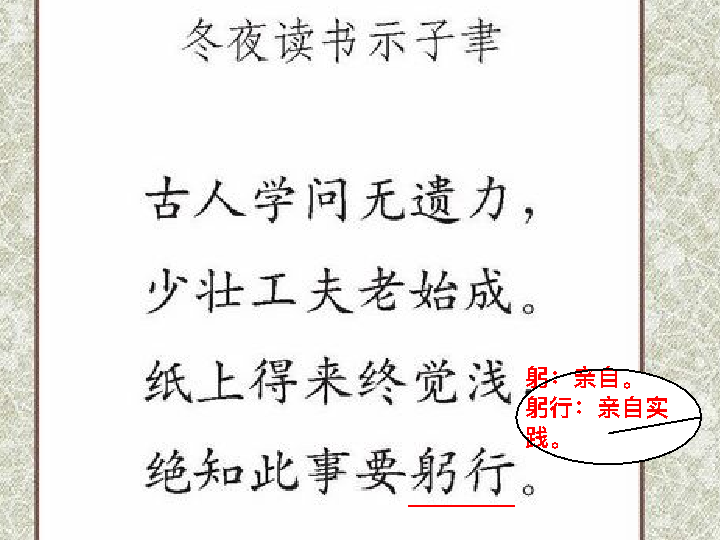 冬夜读书示子聿
古人学问无遗力，
少壮工夫老始成。
纸上得来终觉浅，
绝知此事要躬行。
躬：亲自。
躬行：亲自实
践。